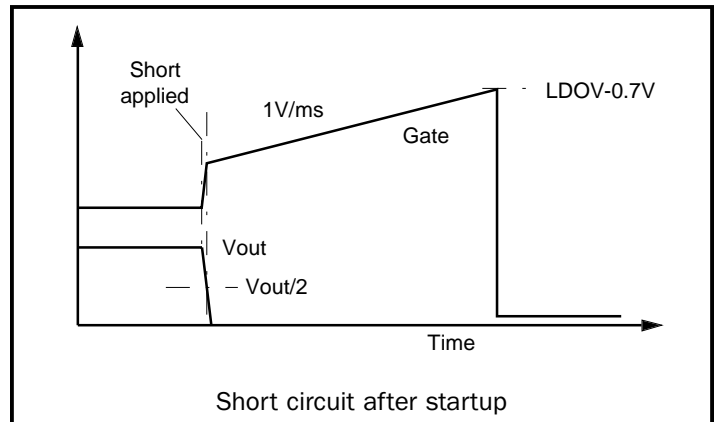 Short
applied
1V/ms
LDOV-0.7V
Gate
Vout
Vout/2
Time
Short circuit after startup